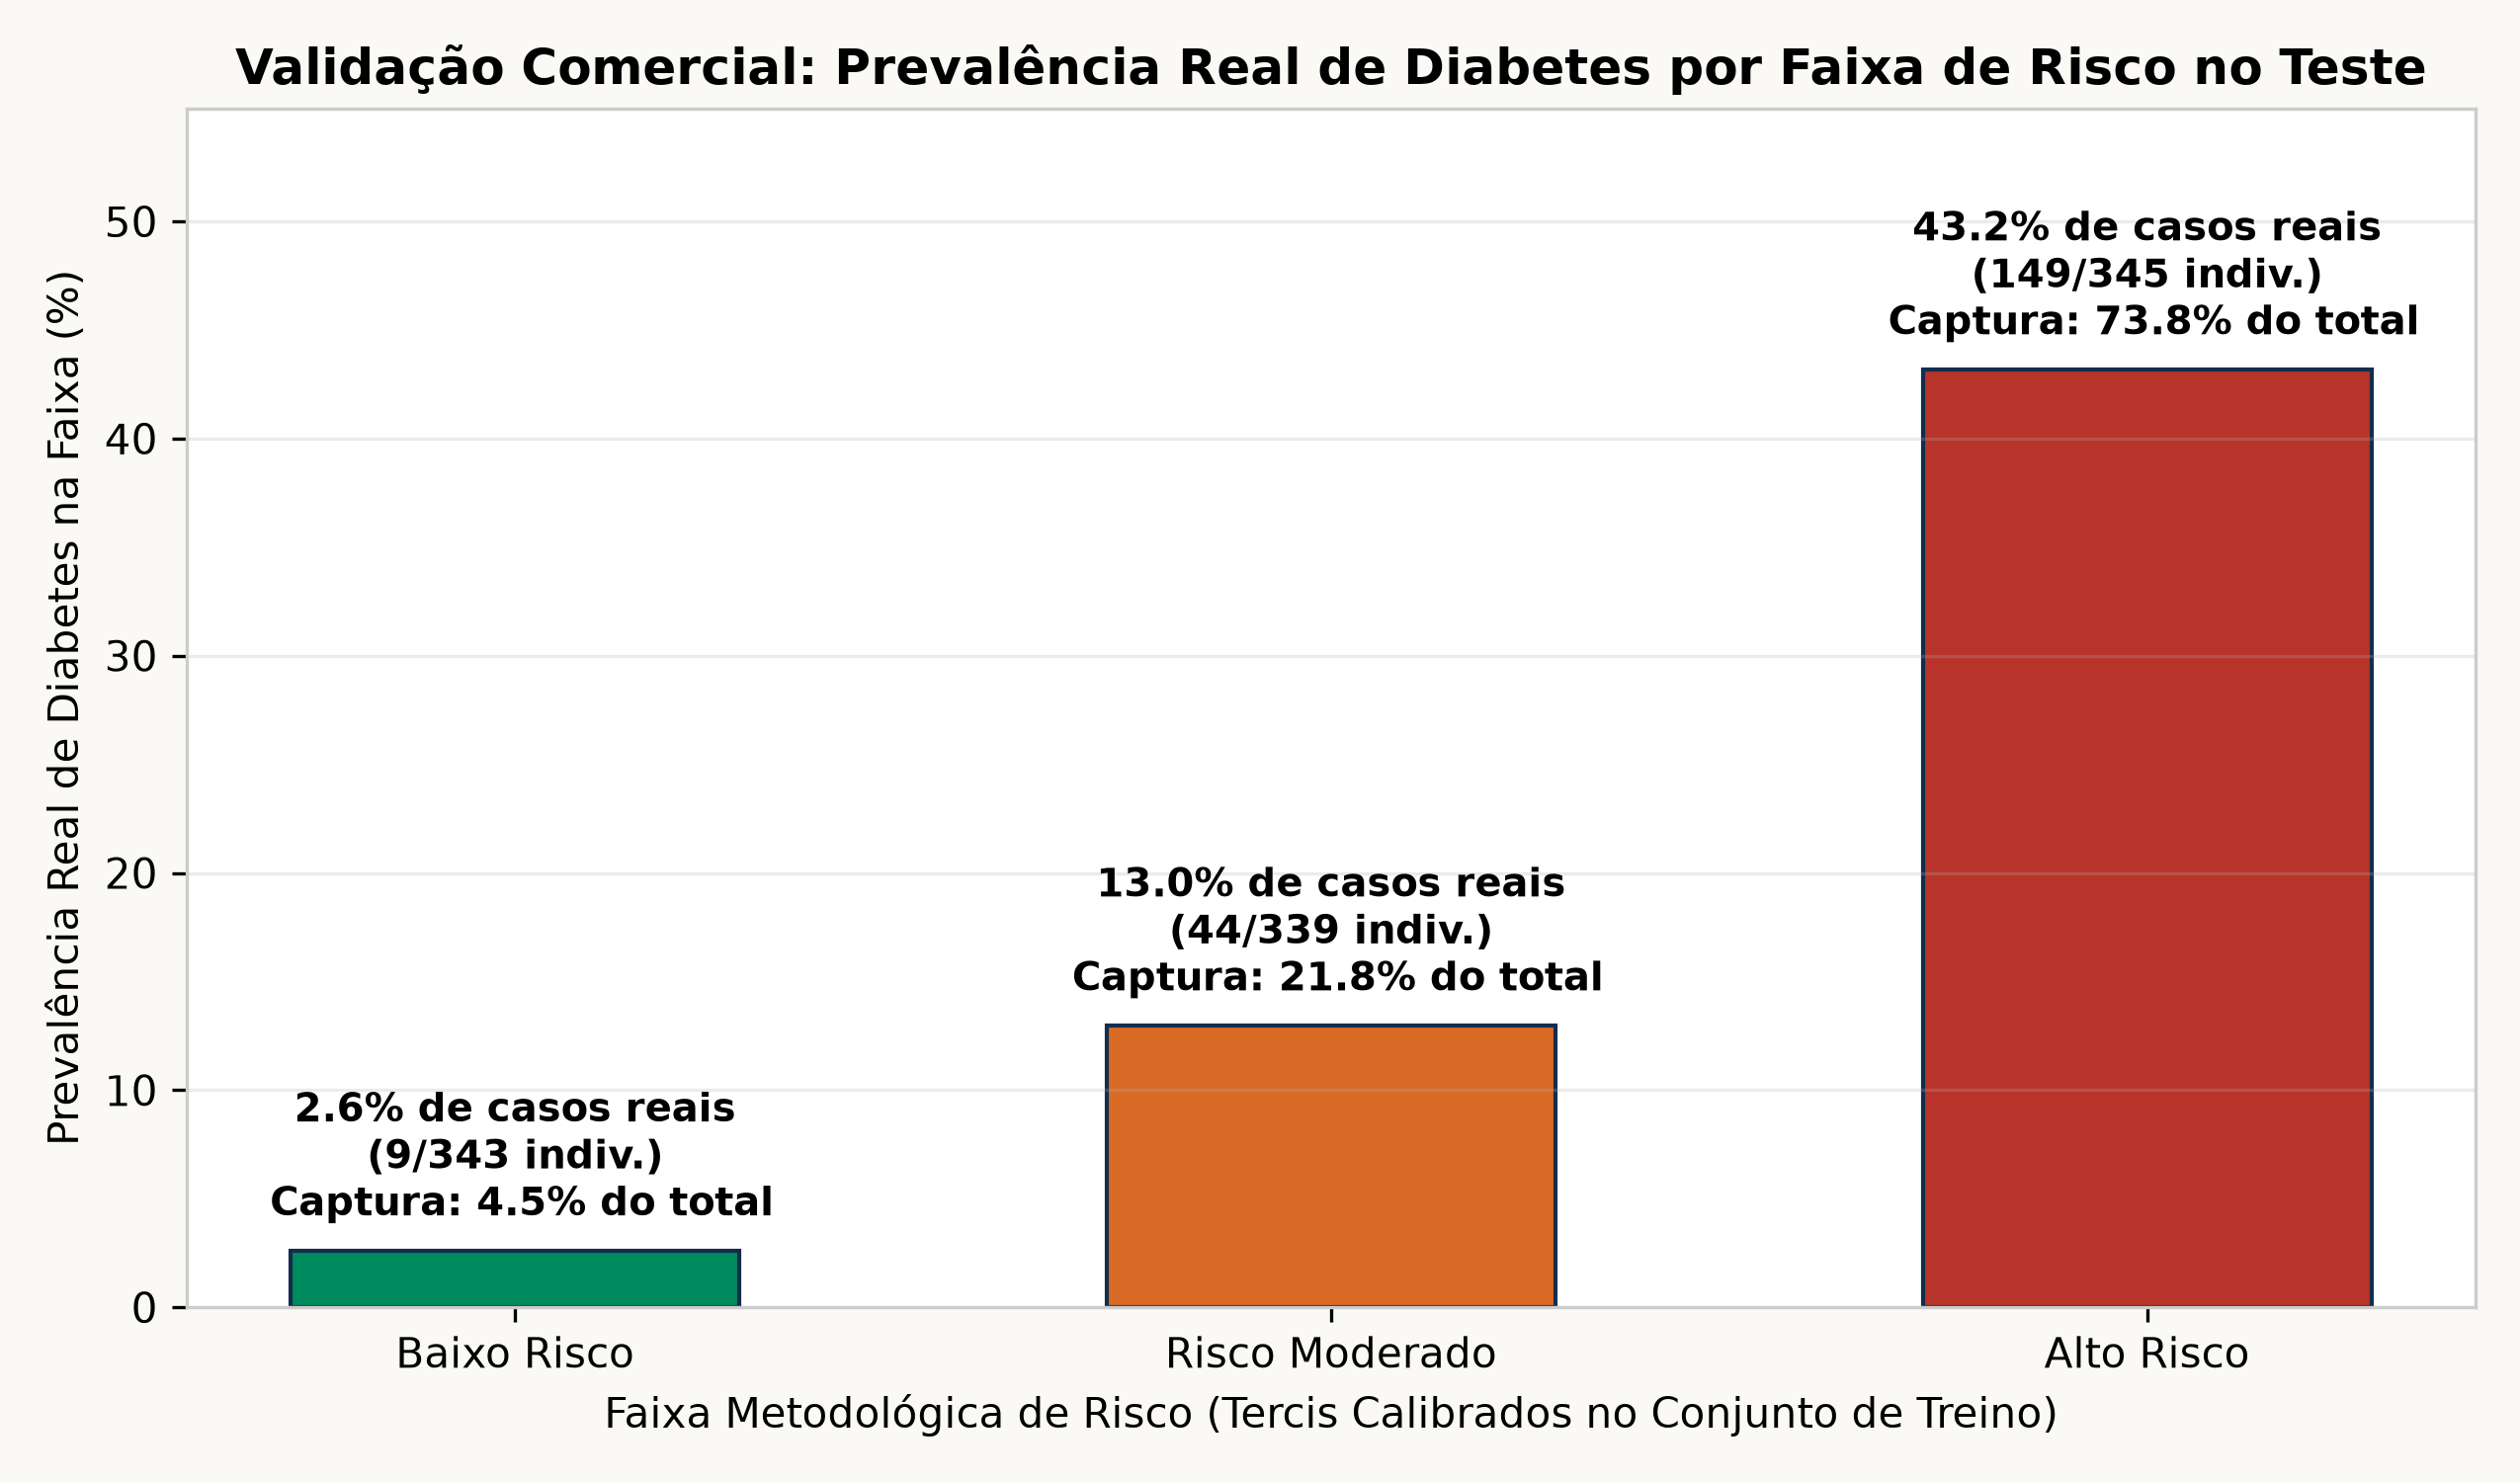 Validação Comercial: Prevalência Real de Diabetes por Faixa de Risco no Teste
Prevalência Real de Diabetes na Faixa (%)
50
40
30
20
10
0
2.6% de casos reais
(9/343 indiv.)
Captura: 4.5% do total
13.0% de casos reais
(44/339 indiv.)
Captura: 21.8% do total
43.2% de casos reais
(149/345 indiv.)
Captura: 73.8% do total
Baixo Risco
Risco Moderado
Alto Risco
Faixa Metodológica de Risco (Tercis Calibrados no Conjunto de Treino)